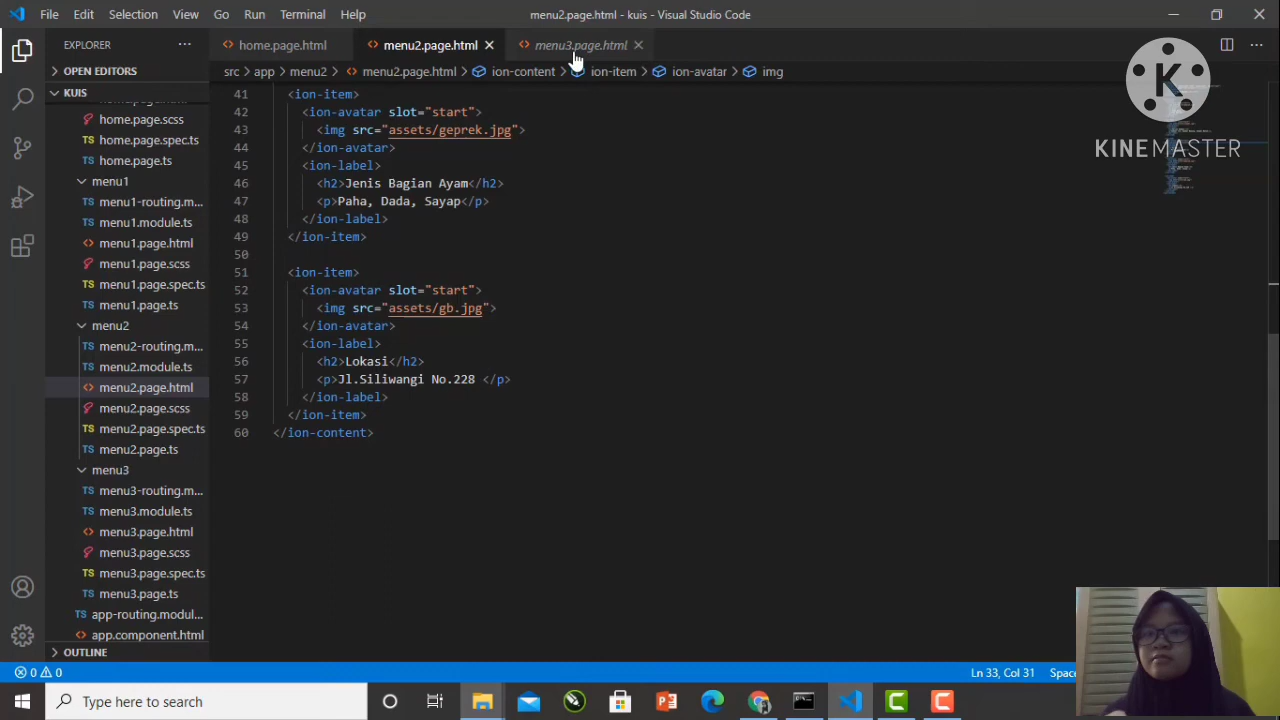 File Edit Selection View Go Run Terminal Help menu2.page.html - kuis - Visual Studio Code
EXPLORER ... home.page.html menu2.page.html menu3.page.html
OPEN EDITORS src > app > menu2 > menu2.page.html > ion-content > ion-item > ion-avatar > img
KUIS
home.page.scss
home.page.spec.ts
home.page.ts
menu1
menu1-routing.m...
menu1.module.ts
menu1.page.html
menu1.page.scss
menu1.page.spec.ts
menu1.page.ts
menu2
menu2-routing.m...
menu2.module.ts
menu2.page.html
menu2.page.scss
menu2.page.spec.ts
menu2.page.ts
menu3
menu3-routing.m...
menu3.module.ts
menu3.page.html
menu3.page.scss
menu3.page.spec.ts
menu3.page.ts
app-routing.modul...
app.component.html
OUTLINE
41 <ion-item>
42 <ion-avatar slot="start">
43 <img src="assets/geprek.jpg">
44 </ion-avatar>
45 <ion-label>
46 <h2>Jenis Bagian Ayam</h2>
47 <p>Paha, Dada, Sayap</p>
48 </ion-label>
49 </ion-item>
50
51 <ion-item>
52 <ion-avatar slot="start">
53 <img src="assets/gb.jpg">
54 </ion-avatar>
55 <ion-label>
56 <h2>Lokasi</h2>
57 <p>Jl.Siliwangi No.228 </p>
58 </ion-label>
59 </ion-item>
60 </ion-content>
K
KINEMASTER
0 0 Ln 33, Col 31 Spac
Type here to search